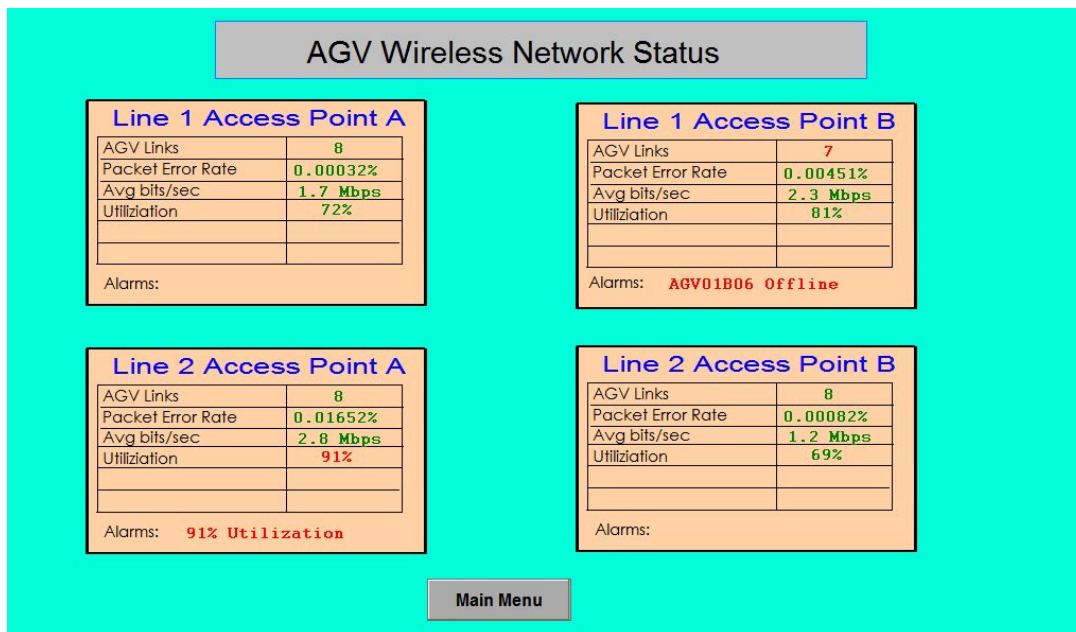 AGV Wireless Network Status
Line 1 Access Point A
AGV Links 8
Packet Error Rate 0.00032%
Avg bits/sec 1.7 Mbps
Utiliziation 72%
Alarms:
Line 1 Access Point B
AGV Links 7
Packet Error Rate 0.00451%
Avg bits/sec 2.3 Mbps
Utiliziation 81%
Alarms: AGV01B06 Offline
Line 2 Access Point A
AGV Links 8
Packet Error Rate 0.01652%
Avg bits/sec 2.8 Mbps
Utiliziation 91%
Alarms: 91% Utilization
Line 2 Access Point B
AGV Links 8
Packet Error Rate 0.00082%
Avg bits/sec 1.2 Mbps
Utiliziation 69%
Alarms:
Main Menu